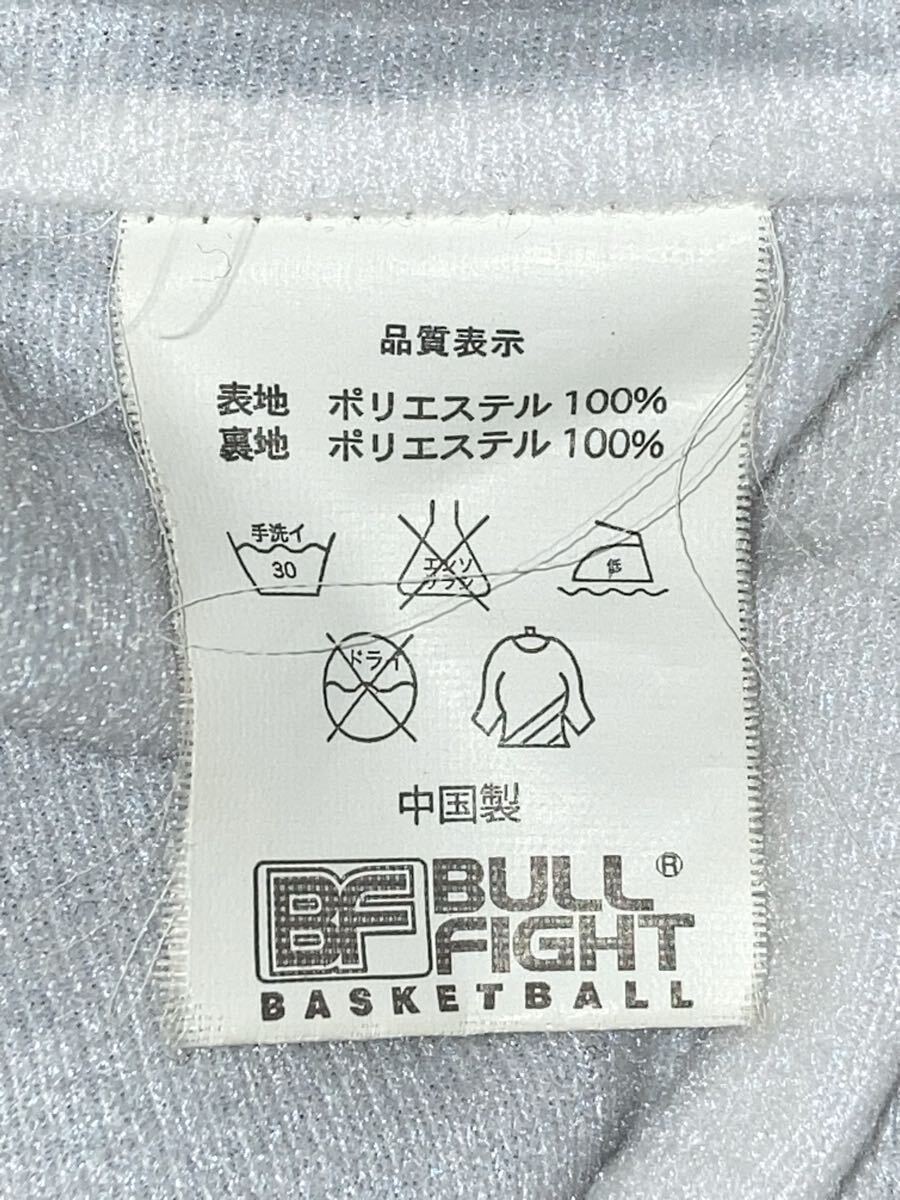 品質表示
表地 ポリエステル 100%
裏地 ポリエステル 100%
手洗イ
30
エンソ
サラシ
低
ドライ
中国製
BF BULL FIGHT ®
BASKETBALL